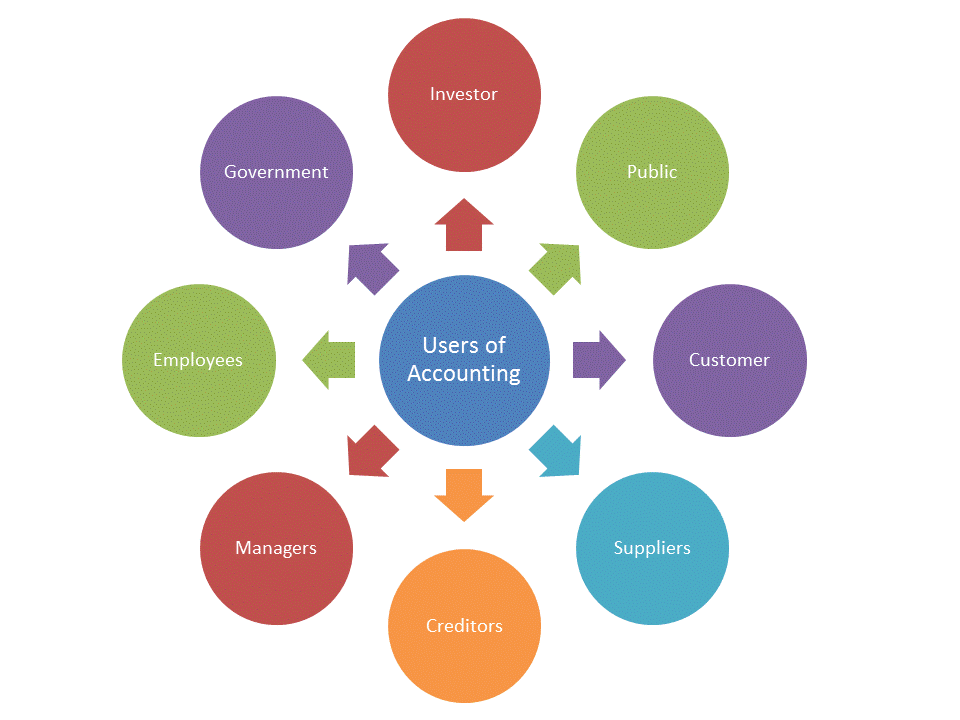 Investor
Government
Public
Users of
Accounting
Employees
Customer
Managers
Suppliers
Creditors